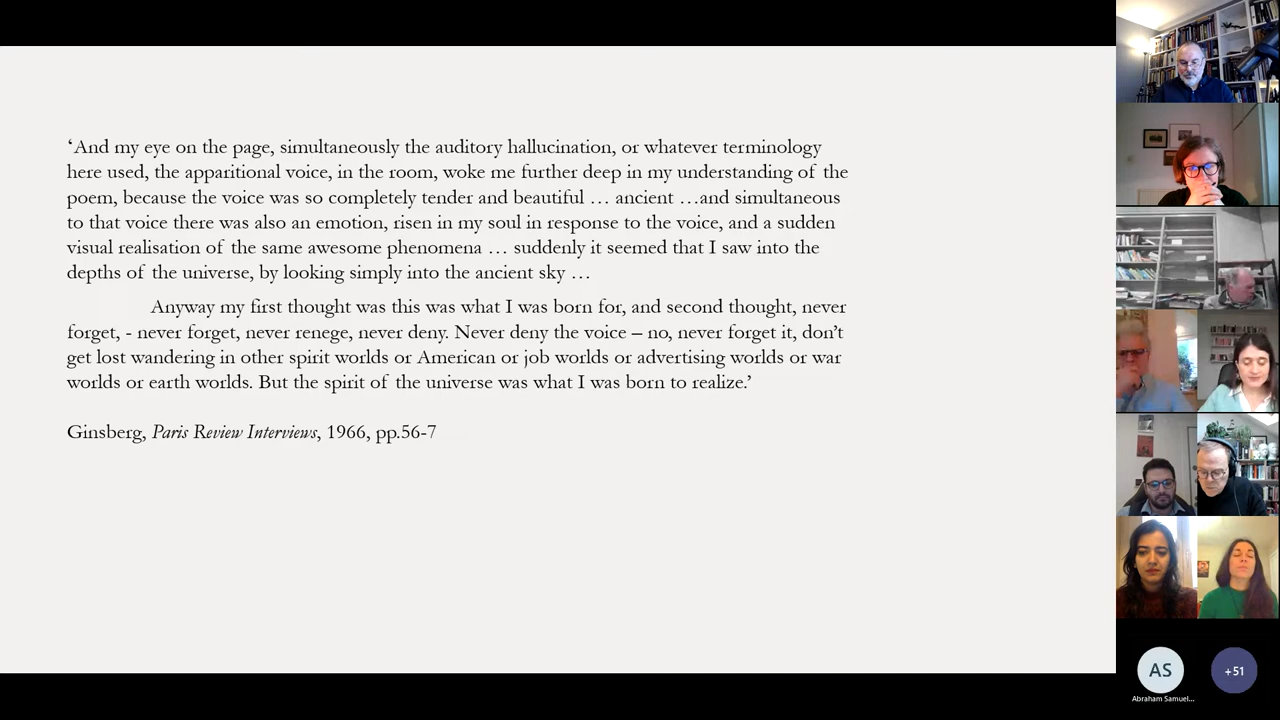 ‘And my eye on the page, simultaneously the auditory hallucination, or whatever terminology
here used, the apparitional voice, in the room, woke me further deep in my understanding of the
poem, because the voice was so completely tender and beautiful … ancient …and simultaneous
to that voice there was also an emotion, risen in my soul in response to the voice, and a sudden
visual realisation of the same awesome phenomena … suddenly it seemed that I saw into the
depths of the universe, by looking simply into the ancient sky …
Anyway my first thought was this was what I was born for, and second thought, never
forget, - never forget, never renege, never deny. Never deny the voice – no, never forget it, don’t
get lost wandering in other spirit worlds or American or job worlds or advertising worlds or war
worlds or earth worlds. But the spirit of the universe was what I was born to realize.’
Ginsberg, Paris Review Interviews, 1966, pp.56-7
AS
+51
Abraham Samuel...